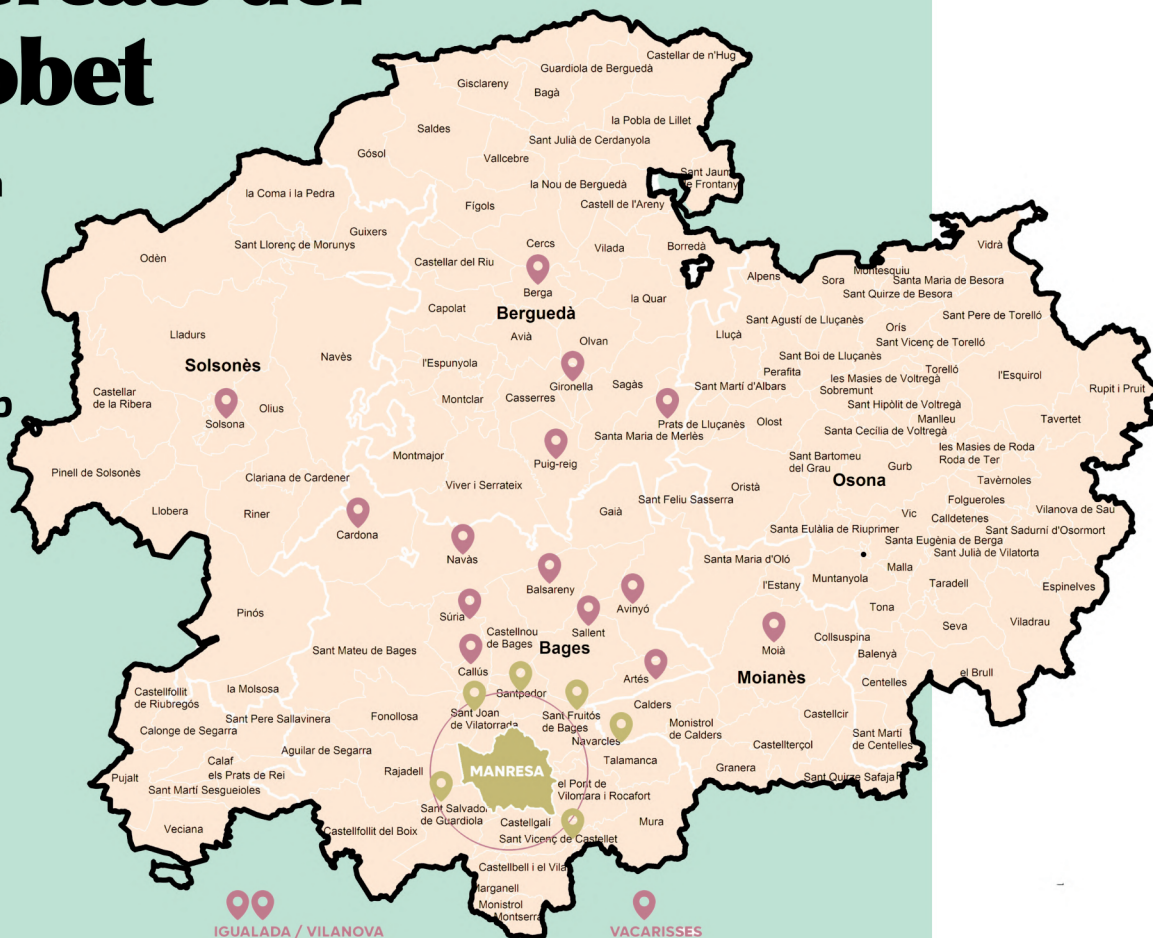 obet
Castellar de n'Hug
Guardiola de Berguedà
Gisclareny
Bagà
la Pobla de Lillet
Saldes
Sant Julià de Cerdanyola
Gósol
Vallcebre
Sant Jaum
e Frontany
la Nou de Berguedà
la Coma i la Pedra
Fígols
Castell de l'Areny
Guixers
Sant Llorenç de Morunys
Cercs
Vilada
Borredà
Vidrà
Odèn
Castellar del Riu
Montesquiu
Alpens
Sora
Santa Maria de Besora
Sant Quirze de Besora
Berga
la Quar
Capolat
Berguedà
Sant Pere de Torelló
Sant Agustí de Lluçanès
Orís
Lladurs
Avià
Olvan
Lluçà
Sant Vicenç de Torelló
Navès
Sant Boi de Lluçanès
Solsonès
l'Espunyola
Perafita
Torelló
l'Esquirol
les Masies de Voltregà
Gironella
Sagàs
Sant Martí d'Albars
Sobremunt
Rupit i Pruit
Castellar
de la Ribera
Montclar
Casserres
Sant Hipòlit de Voltregà
Olius
Solsona
Prats de Lluçanès
Olost
Manlleu
Tavertet
Santa Maria de Merlès
Santa Cecília de Voltregà
les Masies de Roda
Roda de Ter
Montmajor
Puig-reig
Sant Bartomeu
del Grau
Gurb
Pinell de Solsonès
Clariana de Cardener
Osona
Tavèrnoles
Viver i Serrateix
Oristà
Sant Feliu Sasserra
Folgueroles
Llobera
Riner
Gaià
Vic
Calldetenes
Vilanova de Sau
Cardona
Santa Eulàlia de Riuprimer
Sant Sadurní d'Osormort
Santa Eugènia de Berga
Sant Julià de Vilatorta
Navàs
Santa Maria d'Oló
Malla
Balsareny
l'Estany
Muntanyola
Taradell
Espinelves
Pinós
Súria
Avinyó
Tona
Sallent
Castellnou
de Bages
Seva
Viladrau
Collsuspina
Sant Mateu de Bages
Bages
Moià
Balenyà
Callús
Artés
Moianès
el Brull
Centelles
Castellfollit
de Riubregós
la Molsosa
Santpedor
Calders
Sant Pere Sallavinera
Fonollosa
Sant Joan
de Vilatorrada
Sant Fruitós
de Bages
Castellcir
Calonge de Segarra
Monistrol
de Calders
Sant Martí
de Centelles
Navarcles
Castellterçol
Aguilar de Segarra
Calaf
Talamanca
els Prats de Rei
Rajadell
MANRESA
Granera
Pujalt
Sant Quirze Safaja
el Pont de
Vilomara i Rocafort
Sant Martí Sesgueioles
Sant Salvador
de Guardiola
Castellgalí
Mura
Veciana
Castellfollit del Boix
Sant Vicenç de Castellet
Castellbell i el Vila
Marganell
Monistrol
Montserra
IGUALADA / VILANOVA
VACARISSES